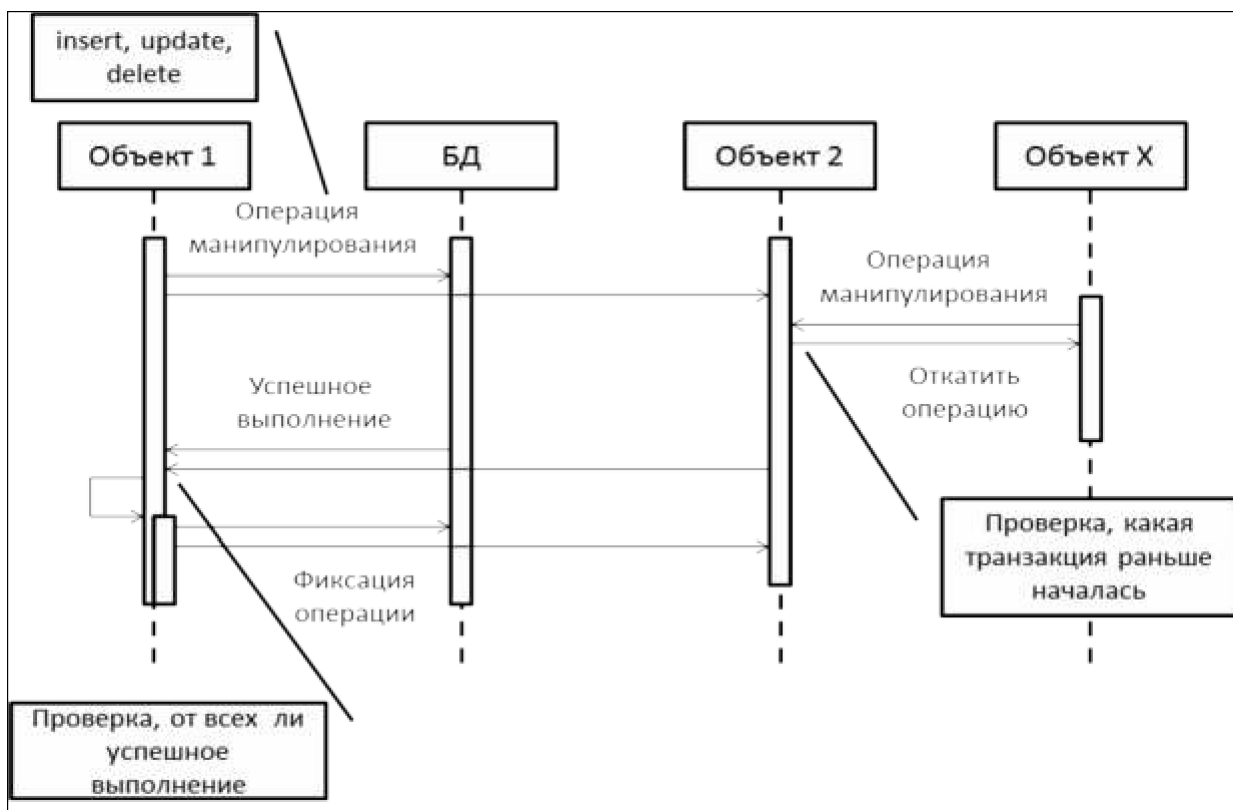 insert, update,
delete
Объект 1
БД
Объект 2
Объект X
Операция
манипулирования
Операция
манипулирования
Успешное
выполнение
Откатить
операцию
Проверка, какая
транзакция раньше
началась
Фиксация
операции
Проверка, от всех ли
успешное
выполнение